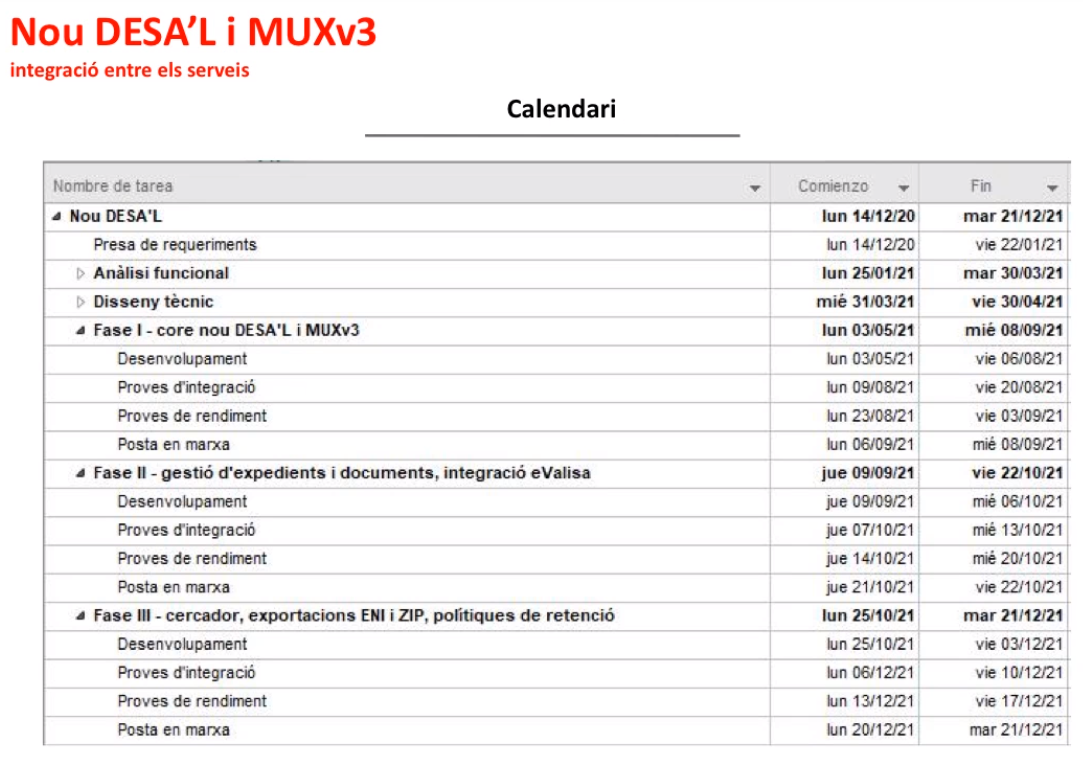 Nou DESA’L i MUXv3
integració entre els serveis
Calendari
Nombre de tarea Comienzo Fin
Nou DESA'L lun 14/12/20 mar 21/12/21
Presa de requeriments lun 14/12/20 vie 22/01/21
Anàlisi funcional lun 25/01/21 mar 30/03/21
Disseny tècnic mié 31/03/21 vie 30/04/21
Fase I - core nou DESA'L i MUXv3 lun 03/05/21 mié 08/09/21
Desenvolupament lun 03/05/21 vie 06/08/21
Proves d'integració lun 09/08/21 vie 20/08/21
Proves de rendiment lun 23/08/21 vie 03/09/21
Posta en marxa lun 06/09/21 mié 08/09/21
Fase II - gestió d'expedients i documents, integració eValisa jue 09/09/21 vie 22/10/21
Desenvolupament jue 09/09/21 mié 06/10/21
Proves d'integració jue 07/10/21 mié 13/10/21
Proves de rendiment jue 14/10/21 mié 20/10/21
Posta en marxa jue 21/10/21 vie 22/10/21
Fase III - cercador, exportacions ENI i ZIP, polítiques de retenció lun 25/10/21 mar 21/12/21
Desenvolupament lun 25/10/21 vie 03/12/21
Proves d'integració lun 06/12/21 vie 10/12/21
Proves de rendiment lun 13/12/21 vie 17/12/21
Posta en marxa lun 20/12/21 mar 21/12/21